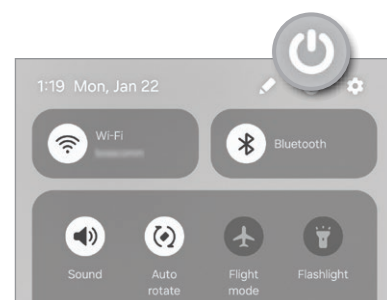 1:19 Mon, Jan 22
Wi-Fi
Bluetooth
Sound
Auto
rotate
Flight
mode
Flashlight